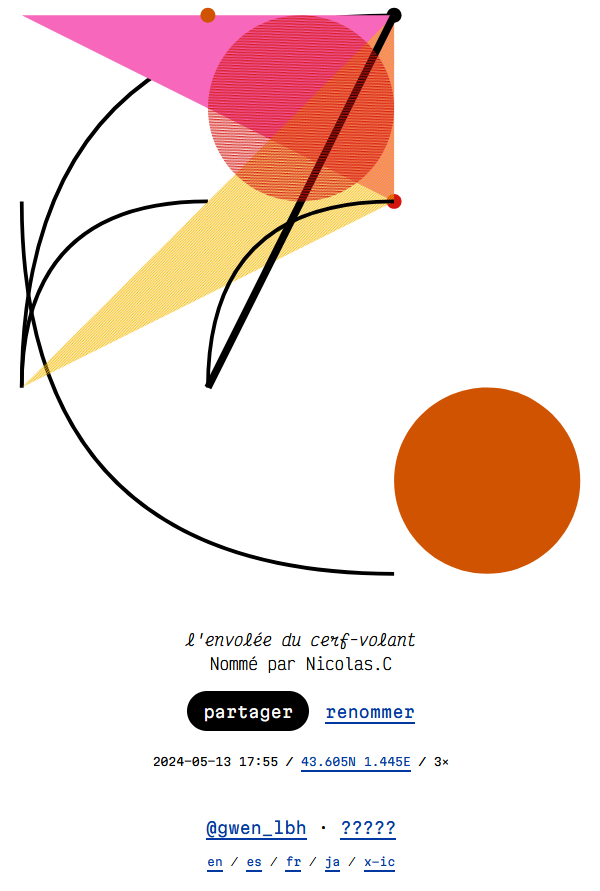 l'envolée du cerf-volant
Nommé par Nicolas.C
partager renommer
2024-05-13 17:55 / 43.605N 1.445E / 3×
@gwen_lbh · ?????
en / es / fr / ja / x-ic